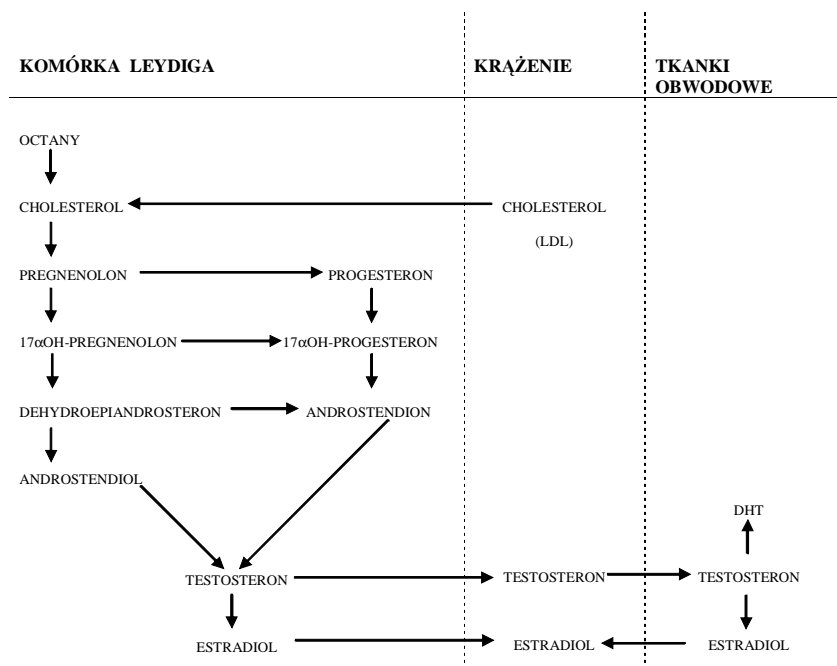 KOMÓRKA LEYDIGA
KRĄŻENIE
TKANKI
OBWODOWE
OCTANY
CHOLESTEROL
CHOLESTEROL
(LDL)
PREGNENOLON
PROGESTERON
17αOH-PREGNENOLON
17αOH-PROGESTERON
DEHYDROEPIANDROSTERON
ANDROSTENDION
ANDROSTENDIOL
DHT
TESTOSTERON
TESTOSTERON
TESTOSTERON
ESTRADIOL
ESTRADIOL
ESTRADIOL